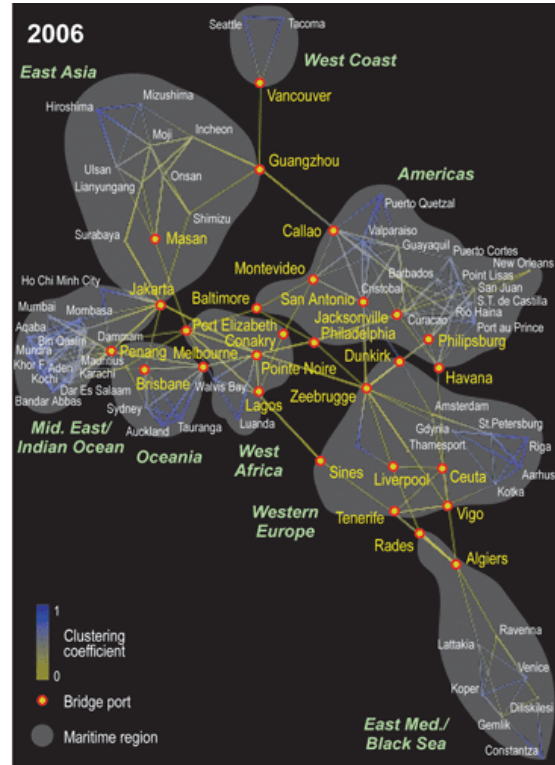 2006
Seattle
Tacoma
West Coast
East Asia
Mizushima
Hiroshima
Vancouver
Moji
Incheon
Guangzhou
Ulsan
Onsan
Lianyungang
Americas
Puerto Quetzal
Shimizu
Surabaya
Masan
Callao
Valparaiso
Guayaquil
Puerto Cortes
Montevideo
Barbados
Point Lisas
New Orleans
Ho Chi Minh City
Jakarta
Cristobal
San Juan
Mumbai
Mombasa
Baltimore
San Antonio
S.T. de Castilla
Aqaba
Port Elizabeth
Jacksonville
Curacao
Rio Haina
Bin Qasim
Dammam
Conakry
Philadelphia
Port au Prince
Mundra
Mauritius
Penang
Melbourne
Philipsburg
Khor F.
Aden
Karachi
Pointe Noire
Dunkirk
Kochi
Brisbane
Walvis Bay
Havana
Dar Es Salaam
Zeebrugge
Bandar Abbas
Sydney
Lagos
Amsterdam
Auckland
Tauranga
Luanda
St.Petersburg
Mid. East/
Indian Ocean
Gdynia
Riga
Oceania
West
Africa
Thamesport
Sines
Liverpool
Ceuta
Aarhus
Kotka
Western
Europe
Tenerife
Vigo
Rades
Algiers
1
Clustering
coefficient
0
Ravenna
Lattakia
Venice
Bridge port
Koper
Diliskilesi
Gemlik
Maritime region
East Med./
Black Sea
Constantza